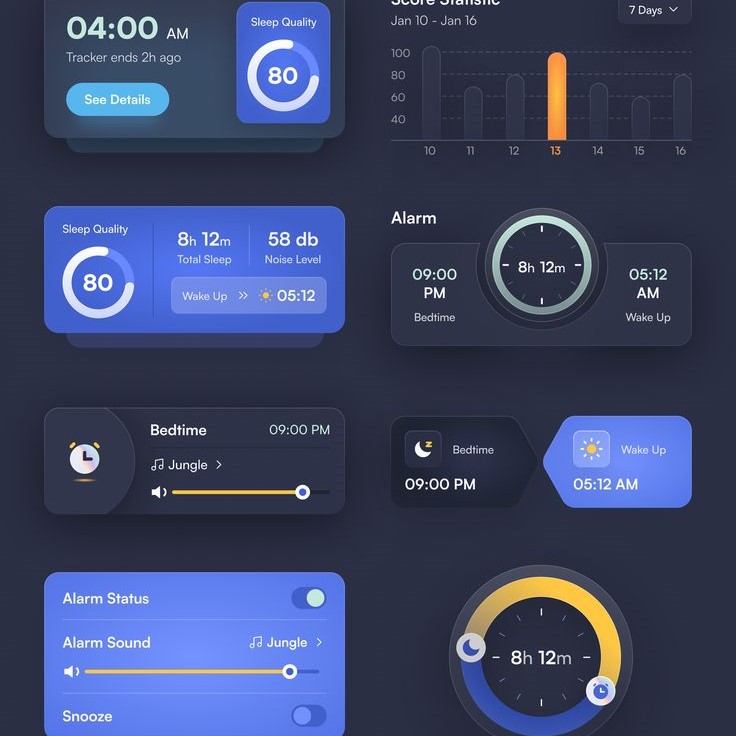 04:00 AM
Tracker ends 2h ago
See Details
Sleep Quality
80
Score Statistic
Jan 10 - Jan 16
7 Days
100
80
60
40
10 11 12 13 14 15 16
Sleep Quality
80
8h 12m
Total Sleep
58 db
Noise Level
Wake Up 05:12
Alarm
09:00
PM
Bedtime
8h 12m
05:12
AM
Wake Up
Bedtime 09:00 PM
Jungle
z
Bedtime
09:00 PM
Wake Up
05:12 AM
Alarm Status
Alarm Sound Jungle
Snooze
8h 12m